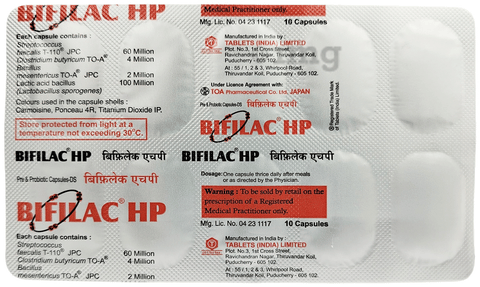 BIFILAC® HP
Each capsule contains :
Streptococcus
faecalis T-110® JPC 60 Million
Clostridium butyricum TO-A® 4 Million
Bacillus
mesentericus TO-A® JPC 2 Million
Lactic acid bacillus 100 Million
(Lactobacillus sporogenes)
Colours used in the capsule shells :
Carmoisine, Ponceau 4R, Titanium Dioxide IP.
Store protected from light at a
temperature not exceeding 30°C.
BIFILAC® HP बिफ़िलेक एचपी
Pre & Probiotic Capsules-DS बिफ़िलेक एचपी
BIFILAC® HP
Each capsule contains :
Streptococcus
faecalis T-110® JPC 60 Million
Clostridium butyricum TO-A® 4 Million
Bacillus
mesentericus TO-A® JPC 2 Million
Medical Practitioner only.
Mfg. Lic. No. 04 23 1117 10 Capsules
Manufactured in India by :
TABLETS (INDIA) LIMITED
Plot No.3, 1st Cross Street,
Ravichandran Nagar, Thiruvandar Koil,
Puducherry - 605 102.
At : 55 / 1, 2 & 3, Whirlpool Road,
Thiruvandar Koil, Puducherry - 605 102.
Under Licence Agreement with:
TOA Pharmaceutical Co. Ltd, JAPAN
Pre & Probiotic Capsules-DS बिफ़िलेक एचपी
BIFILAC® HP
® Registered Trade Mark
of Tablets (India) Limited.
BIFILAC® HP बिफ़िलेक एचपी
Dosage: One capsule thrice daily after meals
or as directed by the Physician.
Warning : To be sold by retail on the
prescription of a Registered
Medical Practitioner only.
Mfg. Lic. No. 04 23 1117 10 Capsules
Manufactured in India by :
TABLETS (INDIA) LIMITED
Plot No.3, 1st Cross Street,
Ravichandran Nagar, Thiruvandar Koil,
Puducherry - 605 102.
At : 55 / 1, 2 & 3, Whirlpool Road,
Thiruvandar Koil, Puducherry - 605 102.